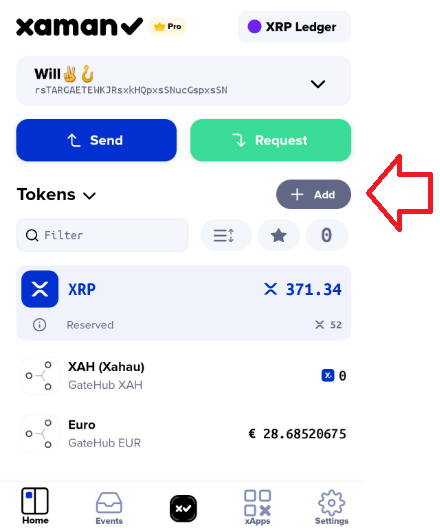 xaman Pro
XRP Ledger
Will✌🪝
rsTARGAETEWKJRsxkHQpxsSNucGspxsSN
Send
Request
Tokens
+ Add
Filter
0
XRP 371.34
Reserved 52
XAH (Xahau)
GateHub XAH
0
Euro
GateHub EUR
€ 28.68520675
Home
Events
xApps
Settings